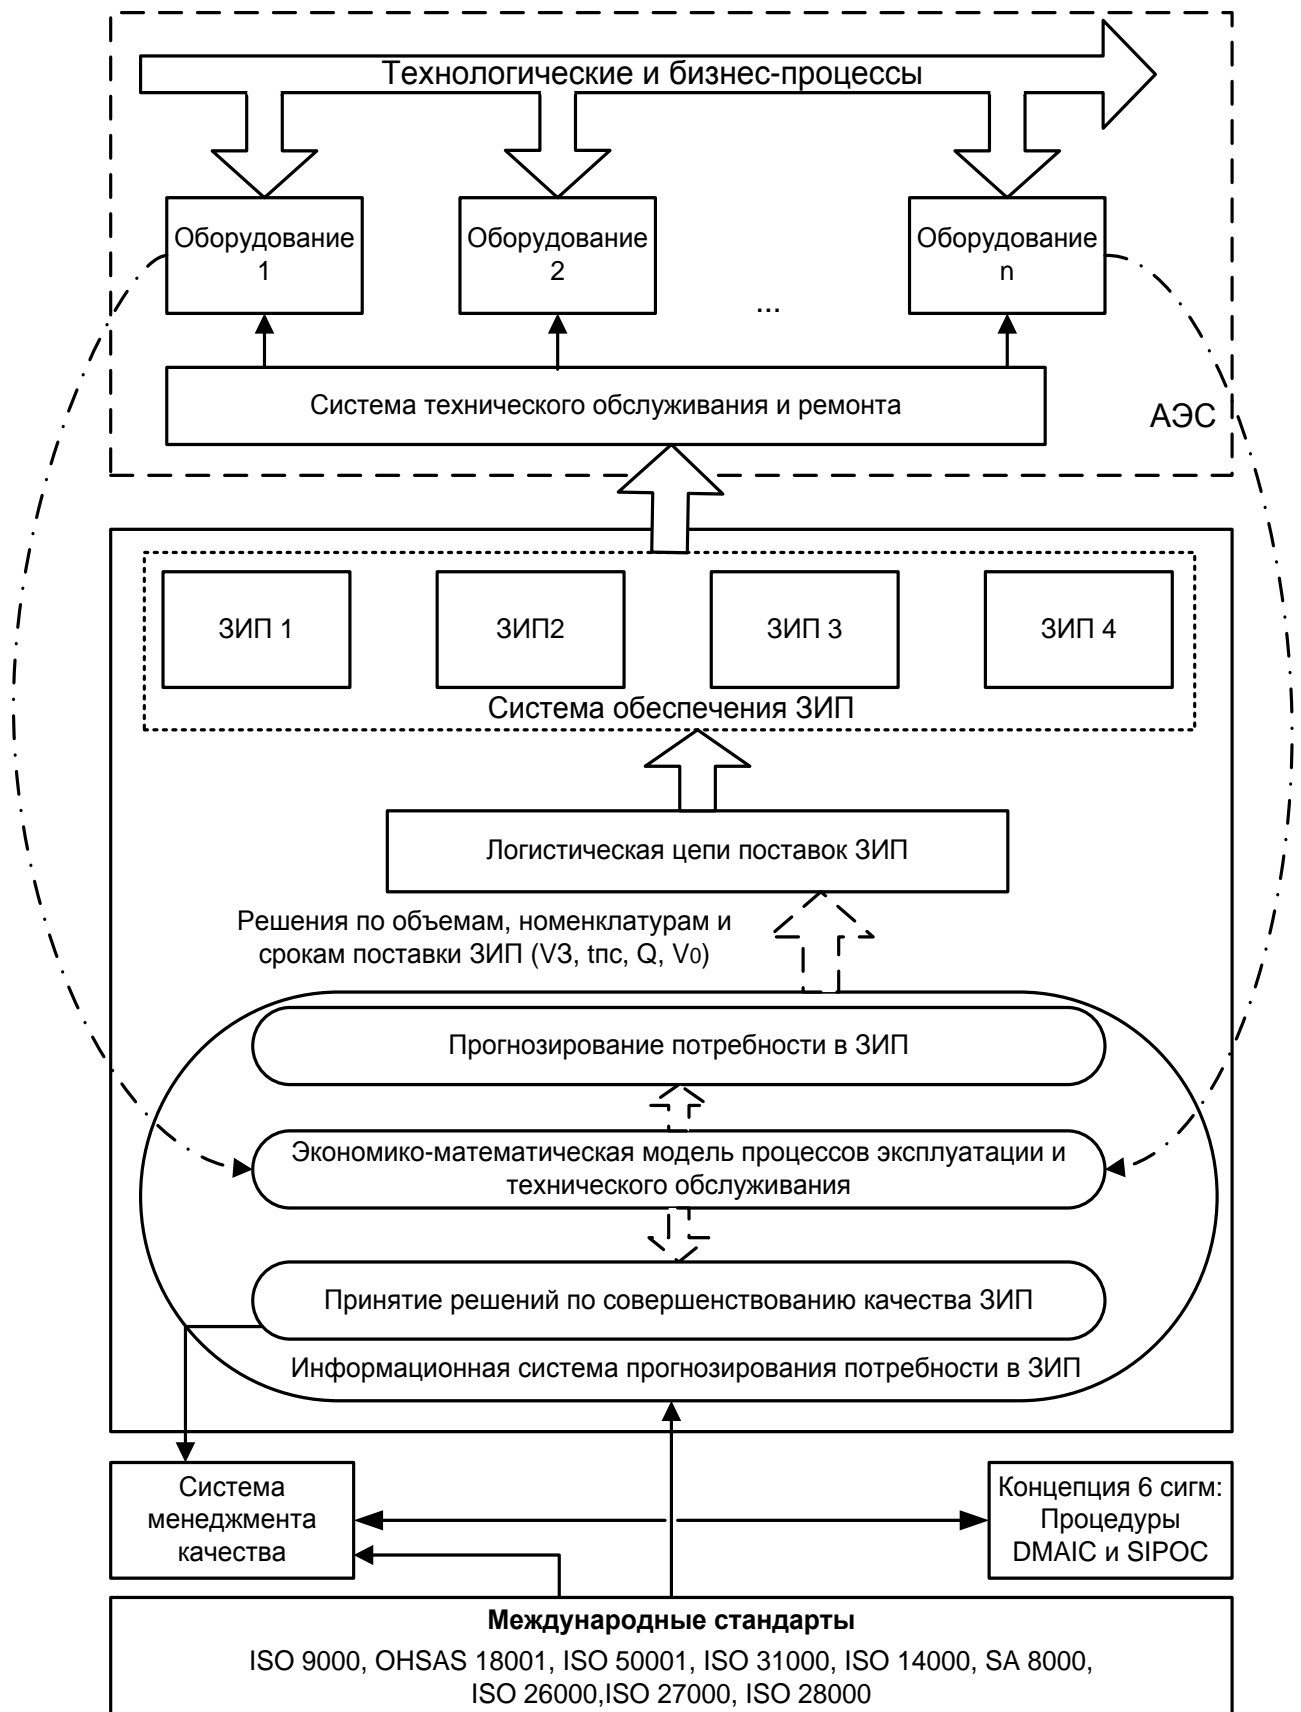 Технологические и бизнес-процессы
Оборудование
1
Оборудование
2
...
Оборудование
n
Система технического обслуживания и ремонта
АЭС
ЗИП 1
ЗИП2
ЗИП 3
ЗИП 4
Система обеспечения ЗИП
Логистическая цепи поставок ЗИП
Решения по объемам, номенклатурам и
срокам поставки ЗИП (VЗ, tпс, Q, V0)
Прогнозирование потребности в ЗИП
Экономико-математическая модель процессов эксплуатации и
технического обслуживания
Принятие решений по совершенствованию качества ЗИП
Информационная система прогнозирования потребности в ЗИП
Система
менеджмента
качества
Концепция 6 сигм:
Процедуры
DMAIC и SIPOC
Международные стандарты
ISO 9000, OHSAS 18001, ISO 50001, ISO 31000, ISO 14000, SA 8000,
ISO 26000,ISO 27000, ISO 28000